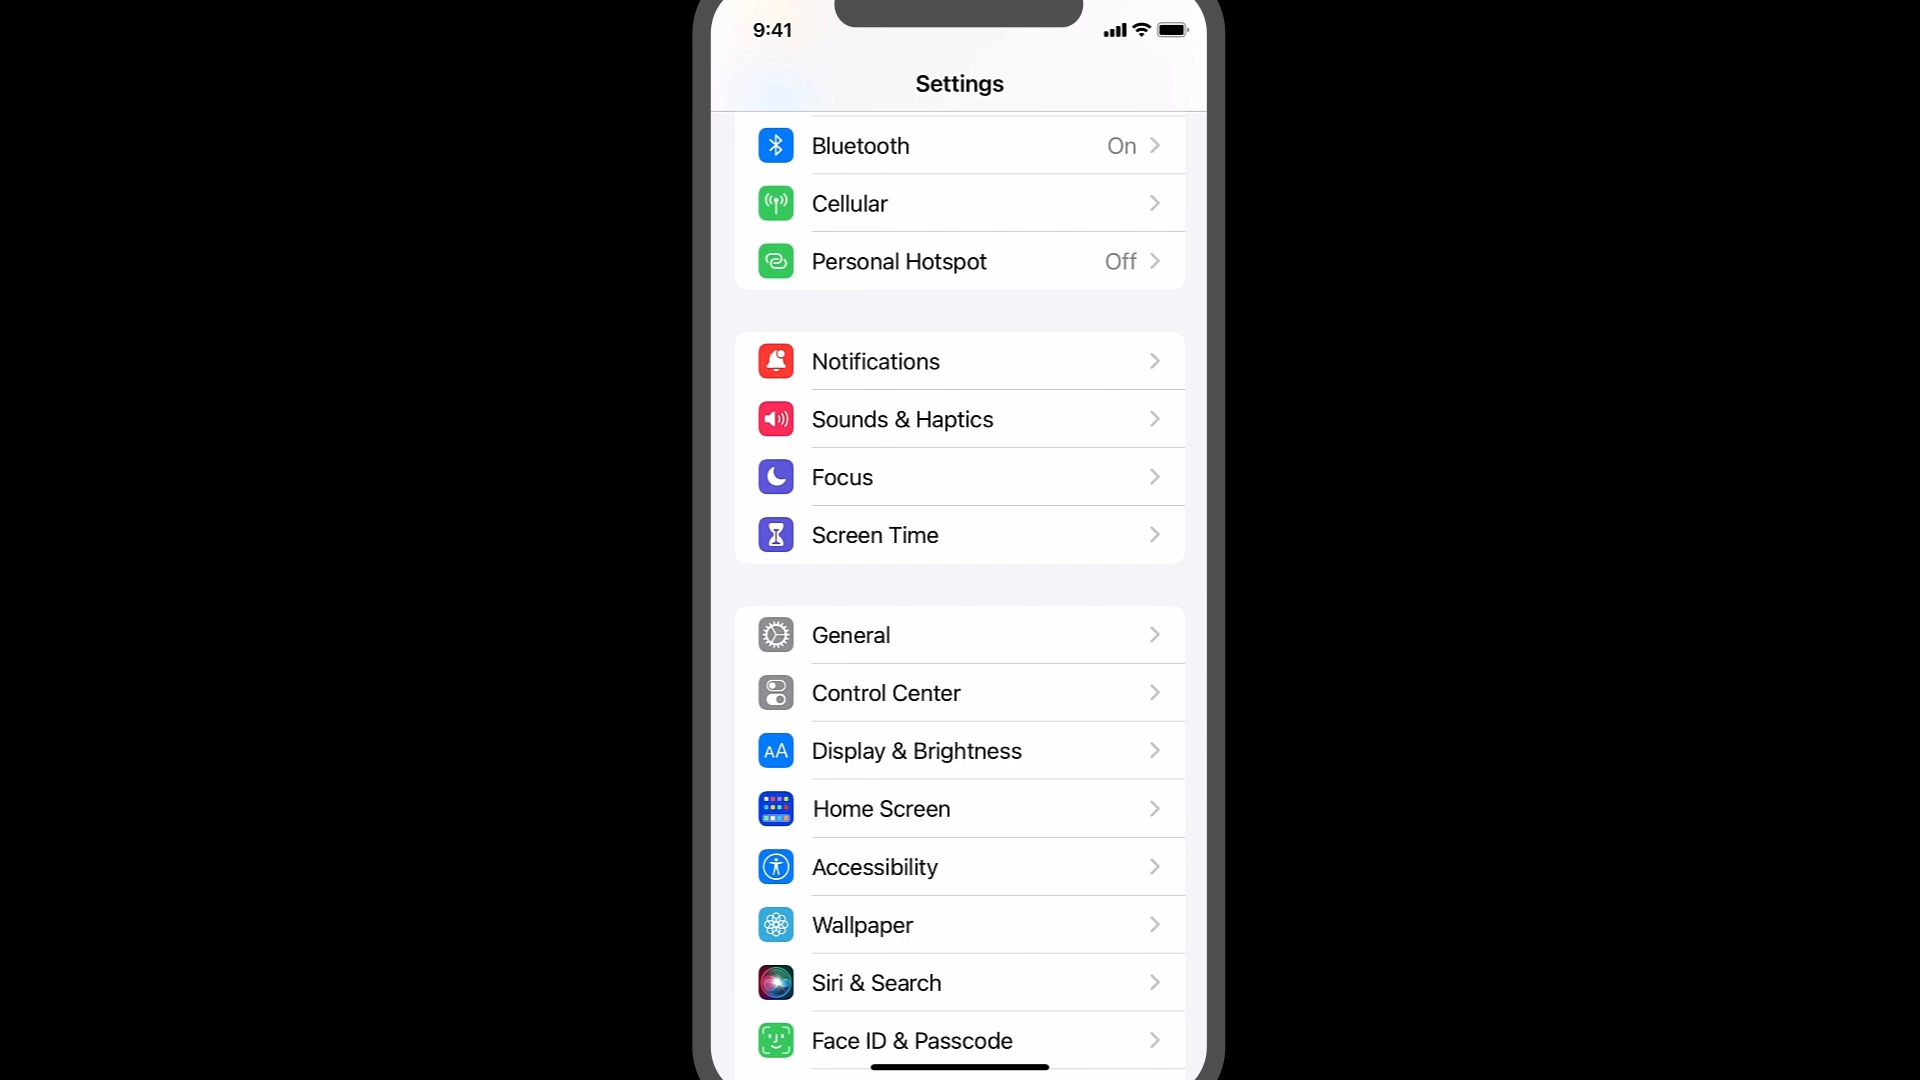 9:41
Settings
Bluetooth On
Cellular
Personal Hotspot Off
Notifications
Sounds & Haptics
Focus
Screen Time
General
Control Center
AA Display & Brightness
Home Screen
Accessibility
Wallpaper
Siri & Search
Face ID & Passcode